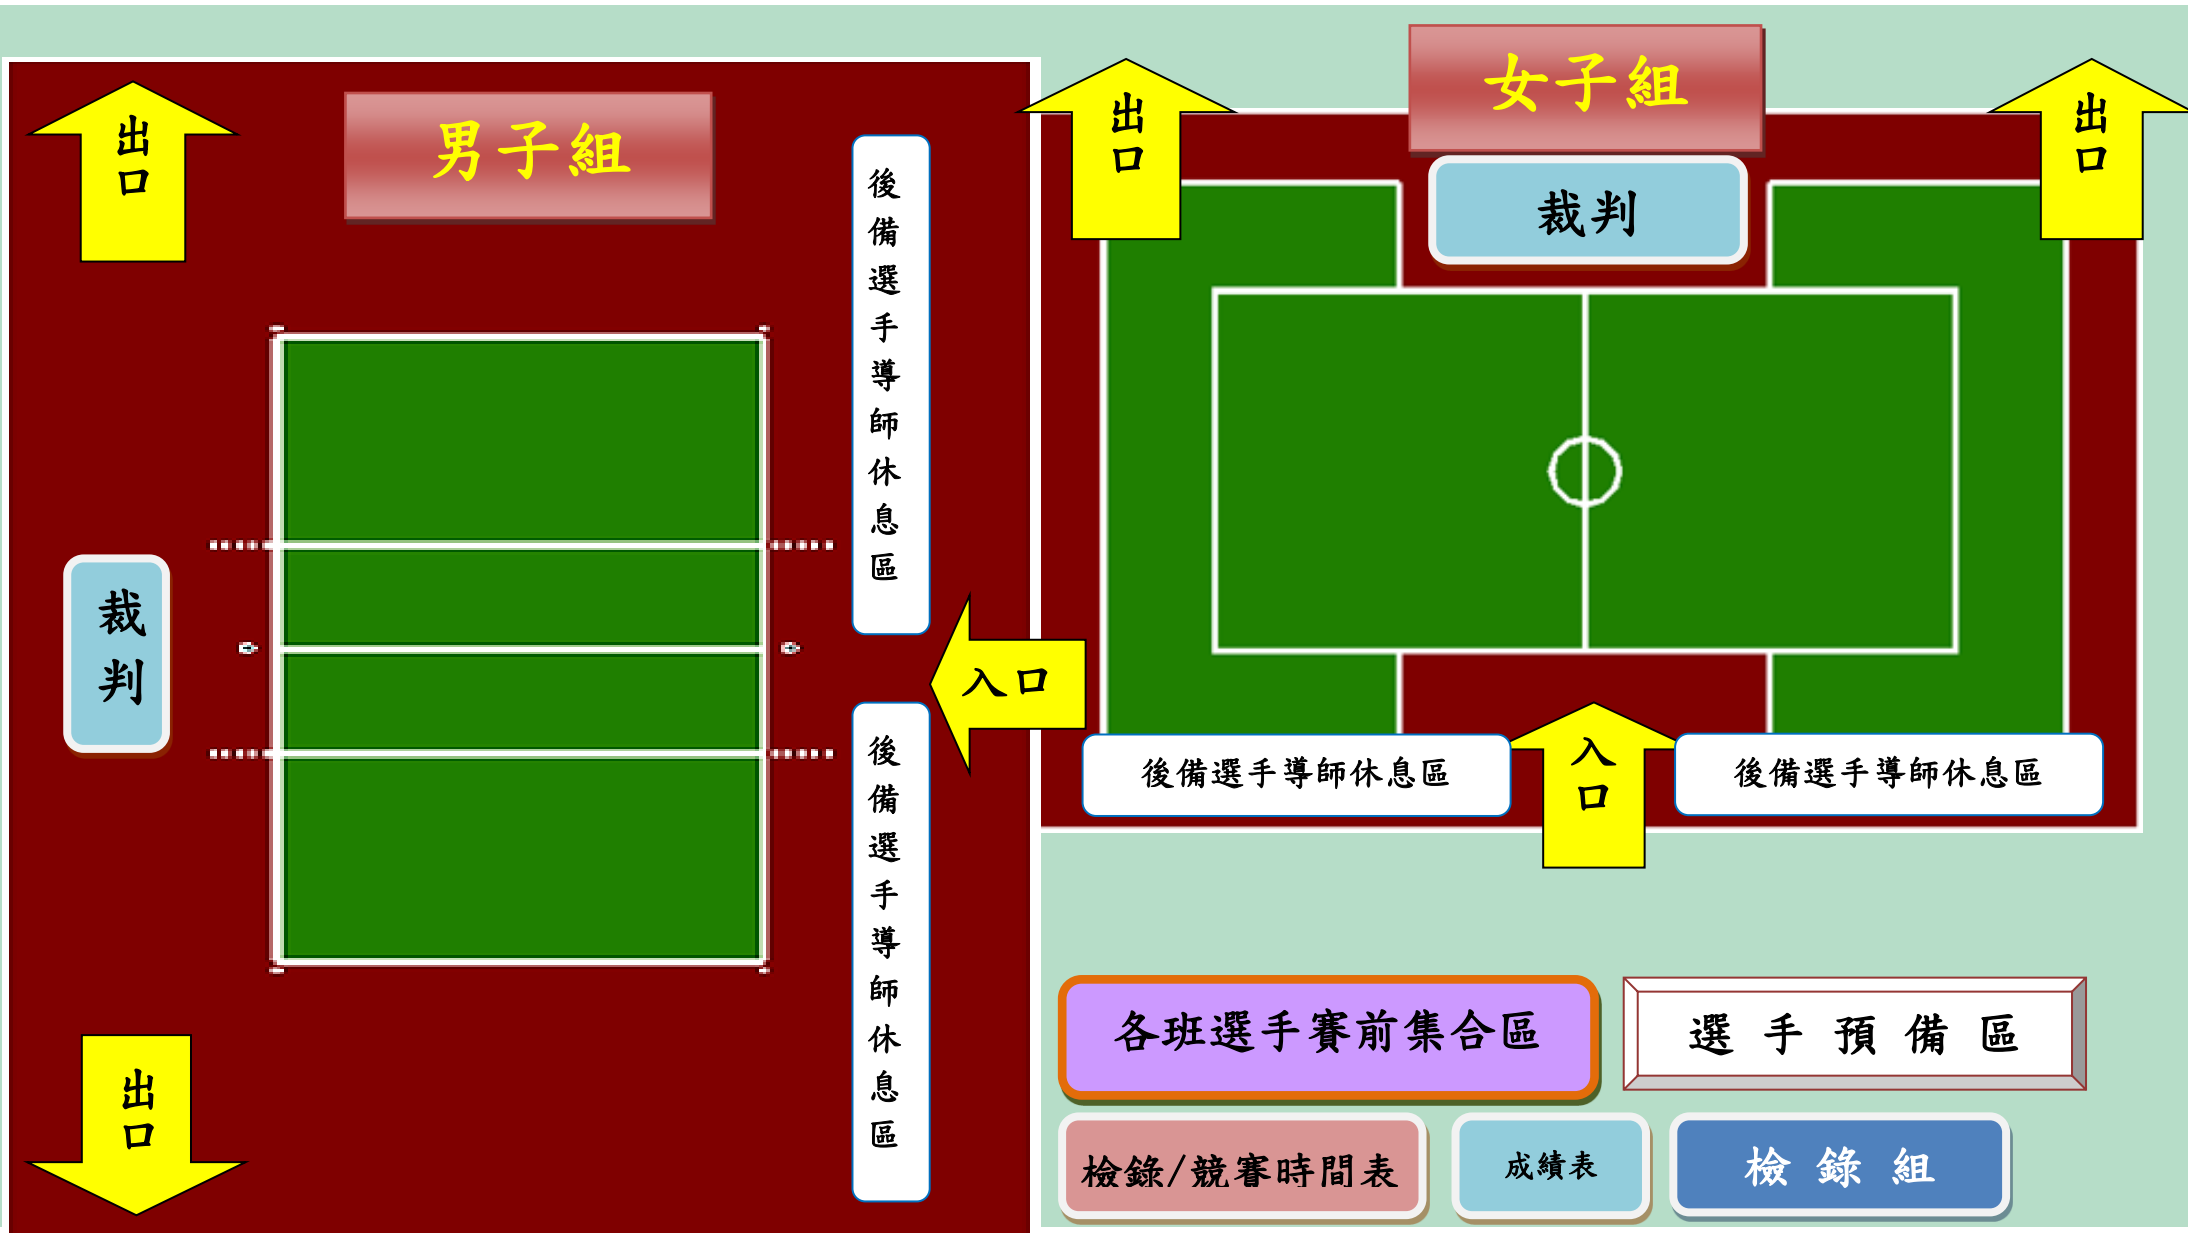 男子組
出口
後備選手導師休息區
裁判
入口
後備選手導師休息區
出口
女子組
出口
出口
裁判
後備選手導師休息區
入口
後備選手導師休息區
各班選手賽前集合區
選手預備區
檢錄/競賽時間表
成績表
檢錄組